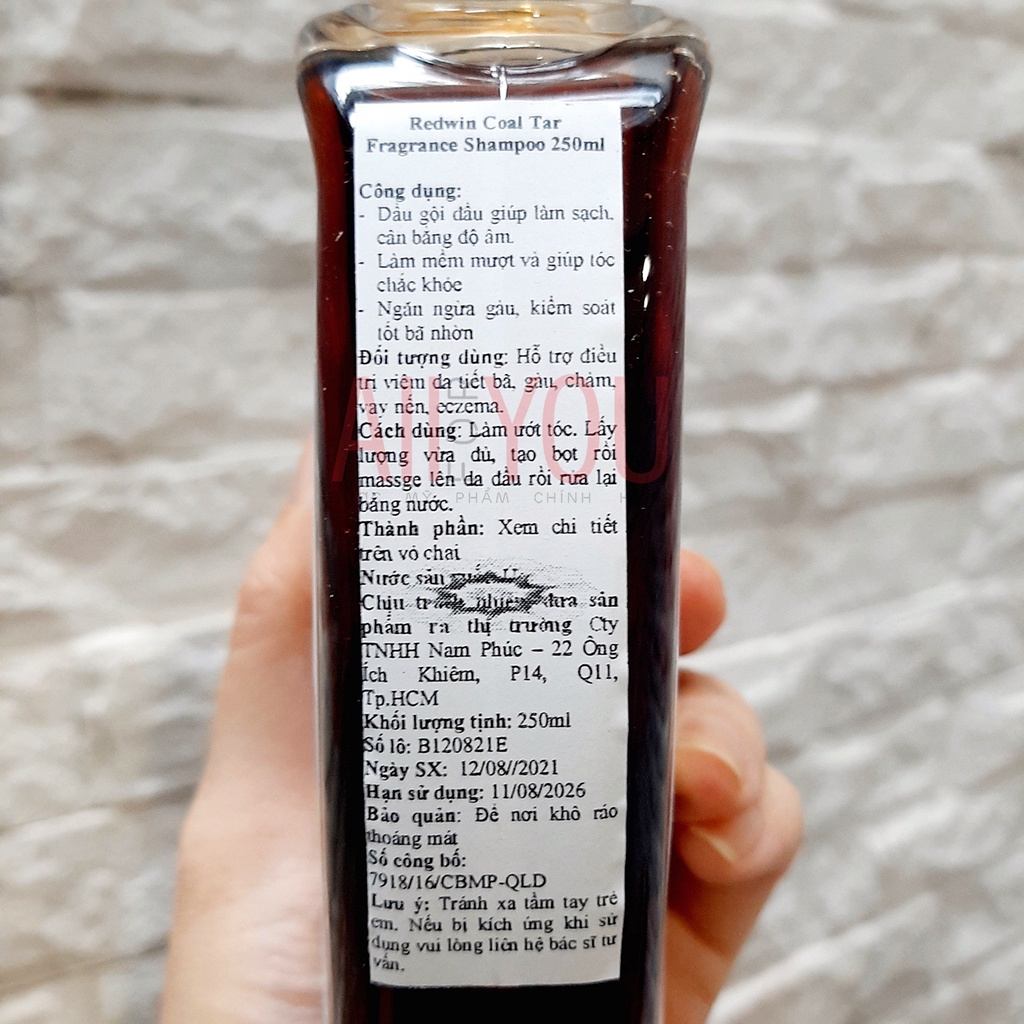 Redwin Coal Tar
Fragrance Shampoo 250ml
Công dụng:
- Dầu gội đầu giúp làm sạch,
cân bằng độ ẩm.
- Làm mềm mượt và giúp tóc
chắc khỏe
- Ngăn ngừa gàu, kiểm soát
tốt bã nhờn
Đối tượng dùng: Hỗ trợ điều
trị viêm da tiết bã, gàu, chàm,
vảy nến, eczema.
Cách dùng: Làm ướt tóc. Lấy
lượng vừa đủ, tạo bọt rồi
massge lên da đầu rồi rửa lại
bằng nước.
Thành phần: Xem chi tiết
trên vỏ chai
Nước sản
Chịu trách nhiệm đưa sản
phẩm ra thị trường Cty
TNHH Nam Phúc – 22 Ông
Ích Khiêm, P14, Q11,
Tp.HCM
Khối lượng tịnh: 250ml
Số lô: B120821E
Ngày SX: 12/08//2021
Hạn sử dụng: 11/08/2026
Bảo quản: Để nơi khô ráo
thoáng mát
Số công bố:
7918/16/CBMP-QLD
Lưu ý: Tránh xa tầm tay trẻ
em. Nếu bị kích ứng khi sử
dụng vui lòng liên hệ bác sĩ tư
vấn.
All FOR YOU
MỸ PHẨM CHÍNH